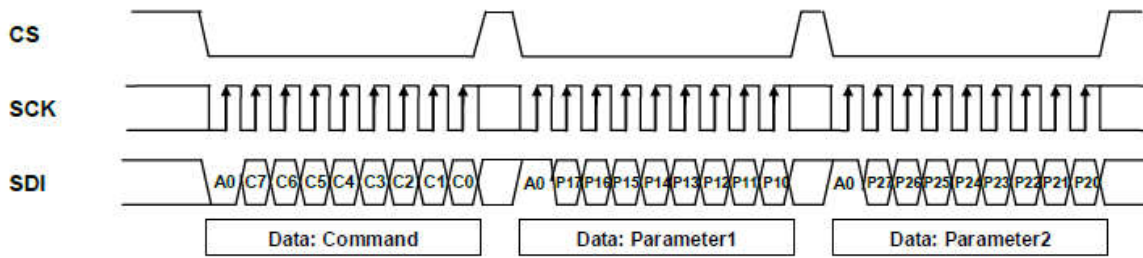 CS
SCK
SDI A0 C7 C6 C5 C4 C3 C2 C1 C0 A0 P17 P16 P15 P14 P13 P12 P11 P10 A0 P27 P26 P25 P24 P23 P22 P21 P20
Data: Command Data: Parameter1 Data: Parameter2